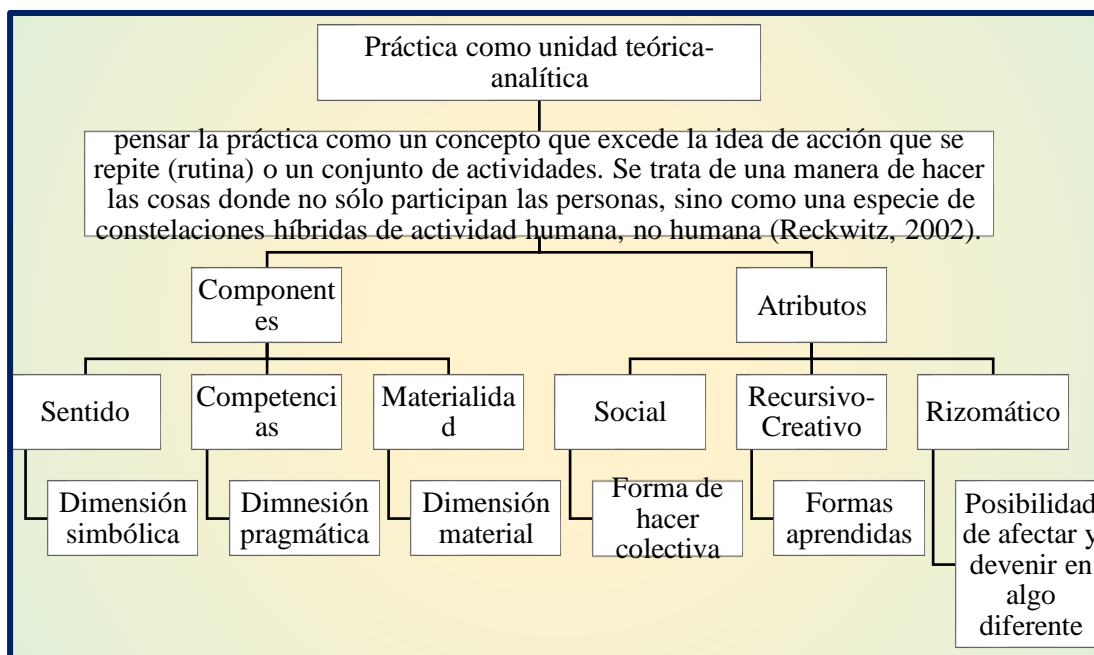 Práctica como unidad teórica-
analítica
pensar la práctica como un concepto que excede la idea de acción que se
repite (rutina) o un conjunto de actividades. Se trata de una manera de hacer
las cosas donde no sólo participan las personas, sino como una especie de
constelaciones híbridas de actividad humana, no humana (Reckwitz, 2002).
Component
es
Atributos
Sentido
Competenci
as
Materialida
d
Social
Recursivo-
Creativo
Rizomático
Dimensión
simbólica
Dimnesión
pragmática
Dimensión
material
Forma de
hacer
colectiva
Formas
aprendidas
Posibilidad
de afectar y
devenir en
algo
diferente